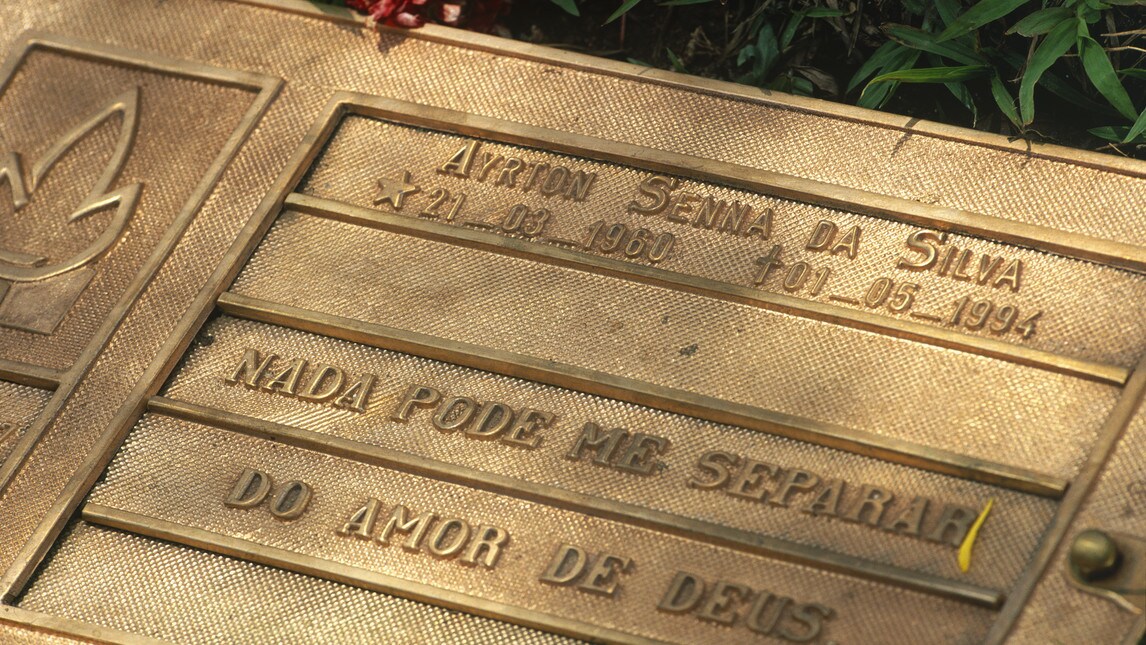 AYRTON SENNA DA SILVA
★21_03_1960 ✝01_05_1994
NADA PODE ME SEPARAR
DO AMOR DE DEUS